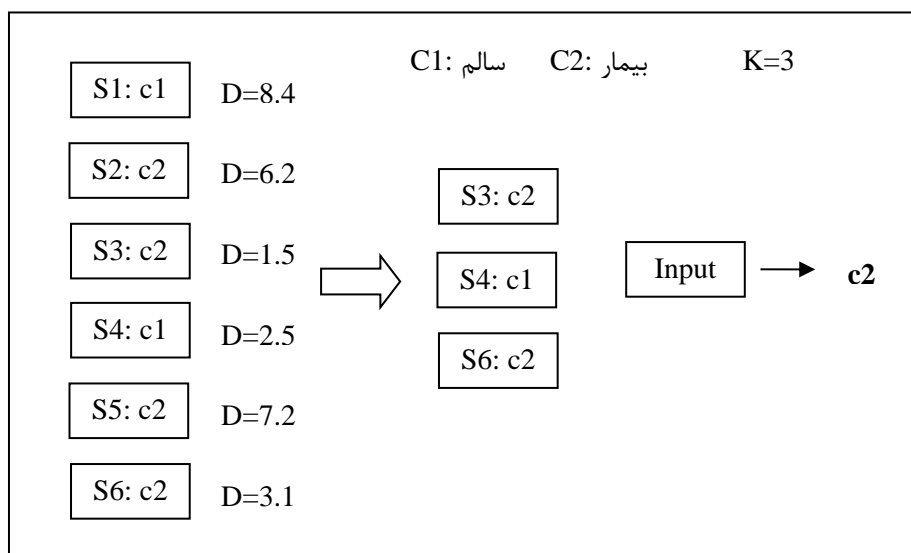 C1: سالم C2: بیمار K=3
S1: c1 D=8.4
S2: c2 D=6.2
S3: c2 D=1.5
S4: c1 D=2.5
S5: c2 D=7.2
S6: c2 D=3.1
S3: c2
S4: c1
S6: c2
Input
c2